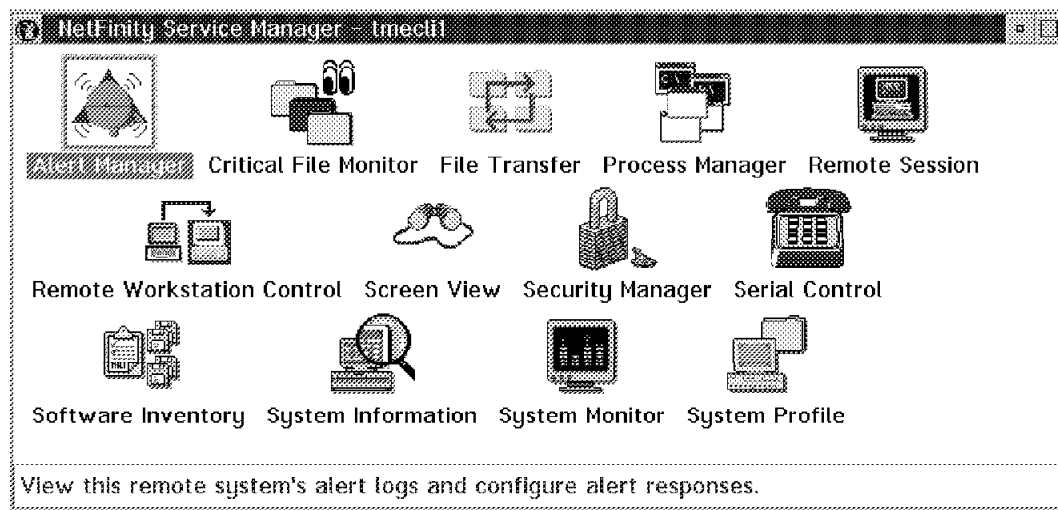 NetFinity Service Manager - tmecli1
Alert Manager Critical File Monitor File Transfer Process Manager Remote Session
Remote Workstation Control Screen View Security Manager Serial Control
Software Inventory System Information System Monitor System Profile
View this remote system's alert logs and configure alert responses.